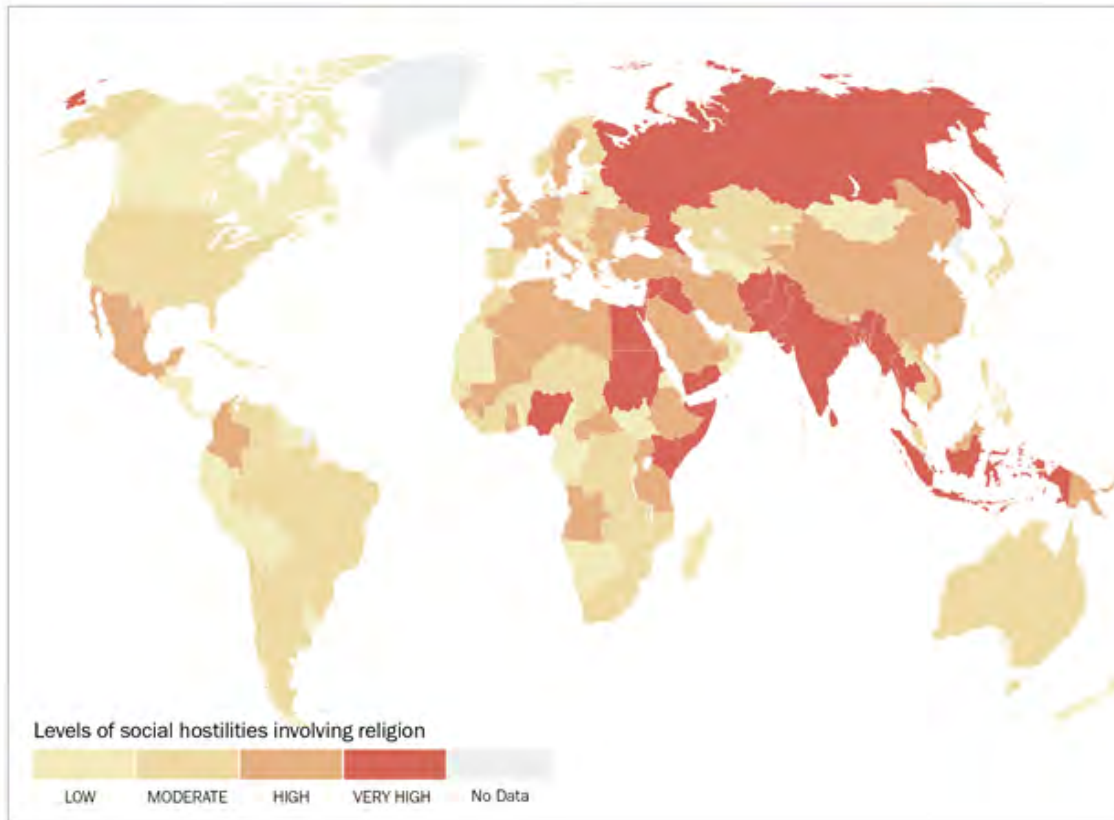 Levels of social hostilities involving religion
LOW MODERATE HIGH VERY HIGH No Data